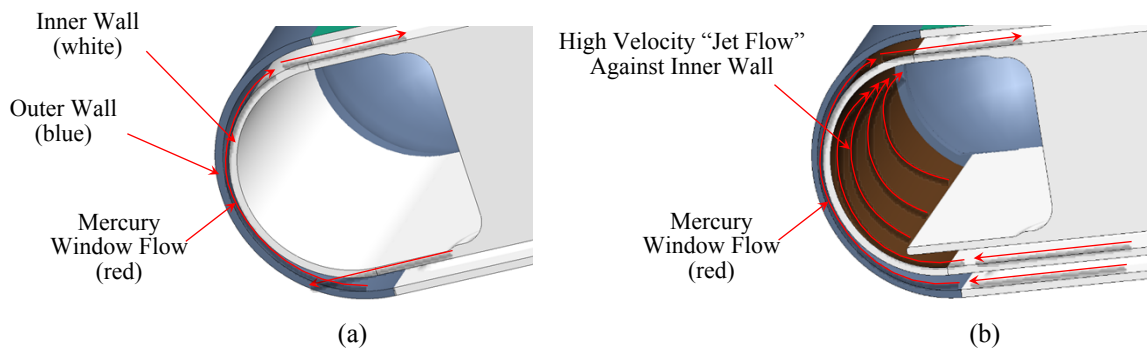 Inner Wall
(white)
Outer Wall
(blue)
Mercury
Window Flow
(red)
(a)
High Velocity “Jet Flow”
Against Inner Wall
Mercury
Window Flow
(red)
(b)